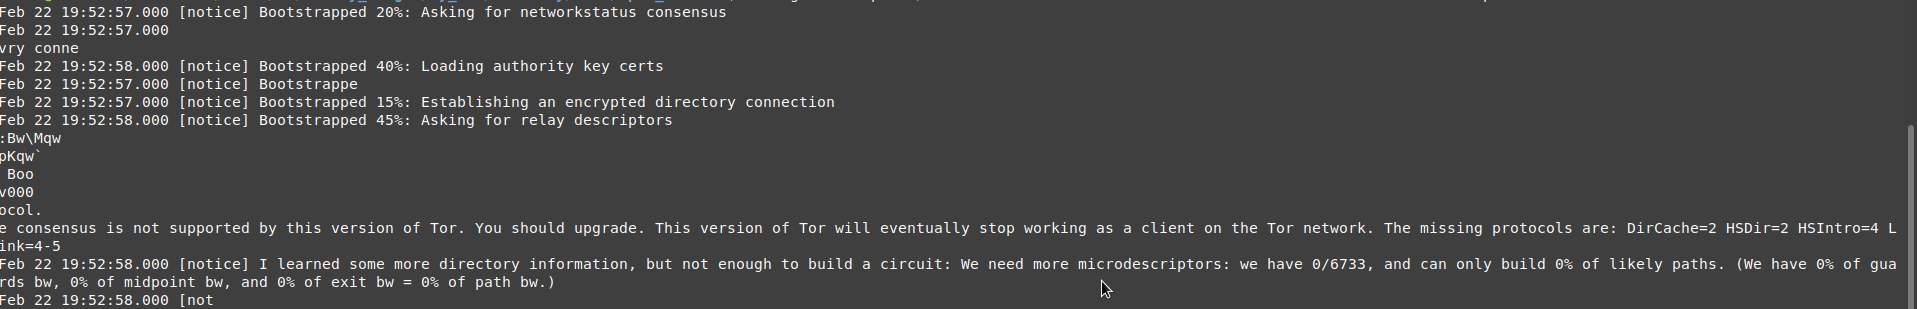 Feb 22 19:52:57.000 [notice] Bootstrapped 20%: Asking for networkstatus consensus
Feb 22 19:52:57.000
vry conne
Feb 22 19:52:58.000 [notice] Bootstrapped 40%: Loading authority key certs
Feb 22 19:52:57.000 [notice] Bootstrappe
Feb 22 19:52:57.000 [notice] Bootstrapped 15%: Establishing an encrypted directory connection
Feb 22 19:52:58.000 [notice] Bootstrapped 45%: Asking for relay descriptors
:Bw\Mqw
pKqw`
Boo
v000
ocol.
e consensus is not supported by this version of Tor. You should upgrade. This version of Tor will eventually stop working as a client on the Tor network. The missing protocols are: DirCache=2 HSDir=2 HSIntro=4 L
ink=4-5
Feb 22 19:52:58.000 [notice] I learned some more directory information, but not enough to build a circuit: We need more microdescriptors: we have 0/6733, and can only build 0% of likely paths. (We have 0% of gua
rds bw, 0% of midpoint bw, and 0% of exit bw = 0% of path bw.)
Feb 22 19:52:58.000 [not